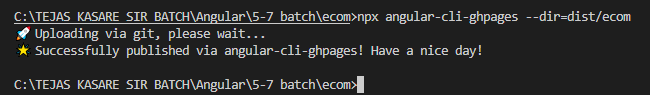 C:\TEJAS KASARE SIR BATCH\Angular\5-7 batch\ecom>npx angular-cli-ghpages --dir=dist/ecom
🚀 Uploading via git, please wait...
⭐ Successfully published via angular-cli-ghpages! Have a nice day!
C:\TEJAS KASARE SIR BATCH\Angular\5-7 batch\ecom>